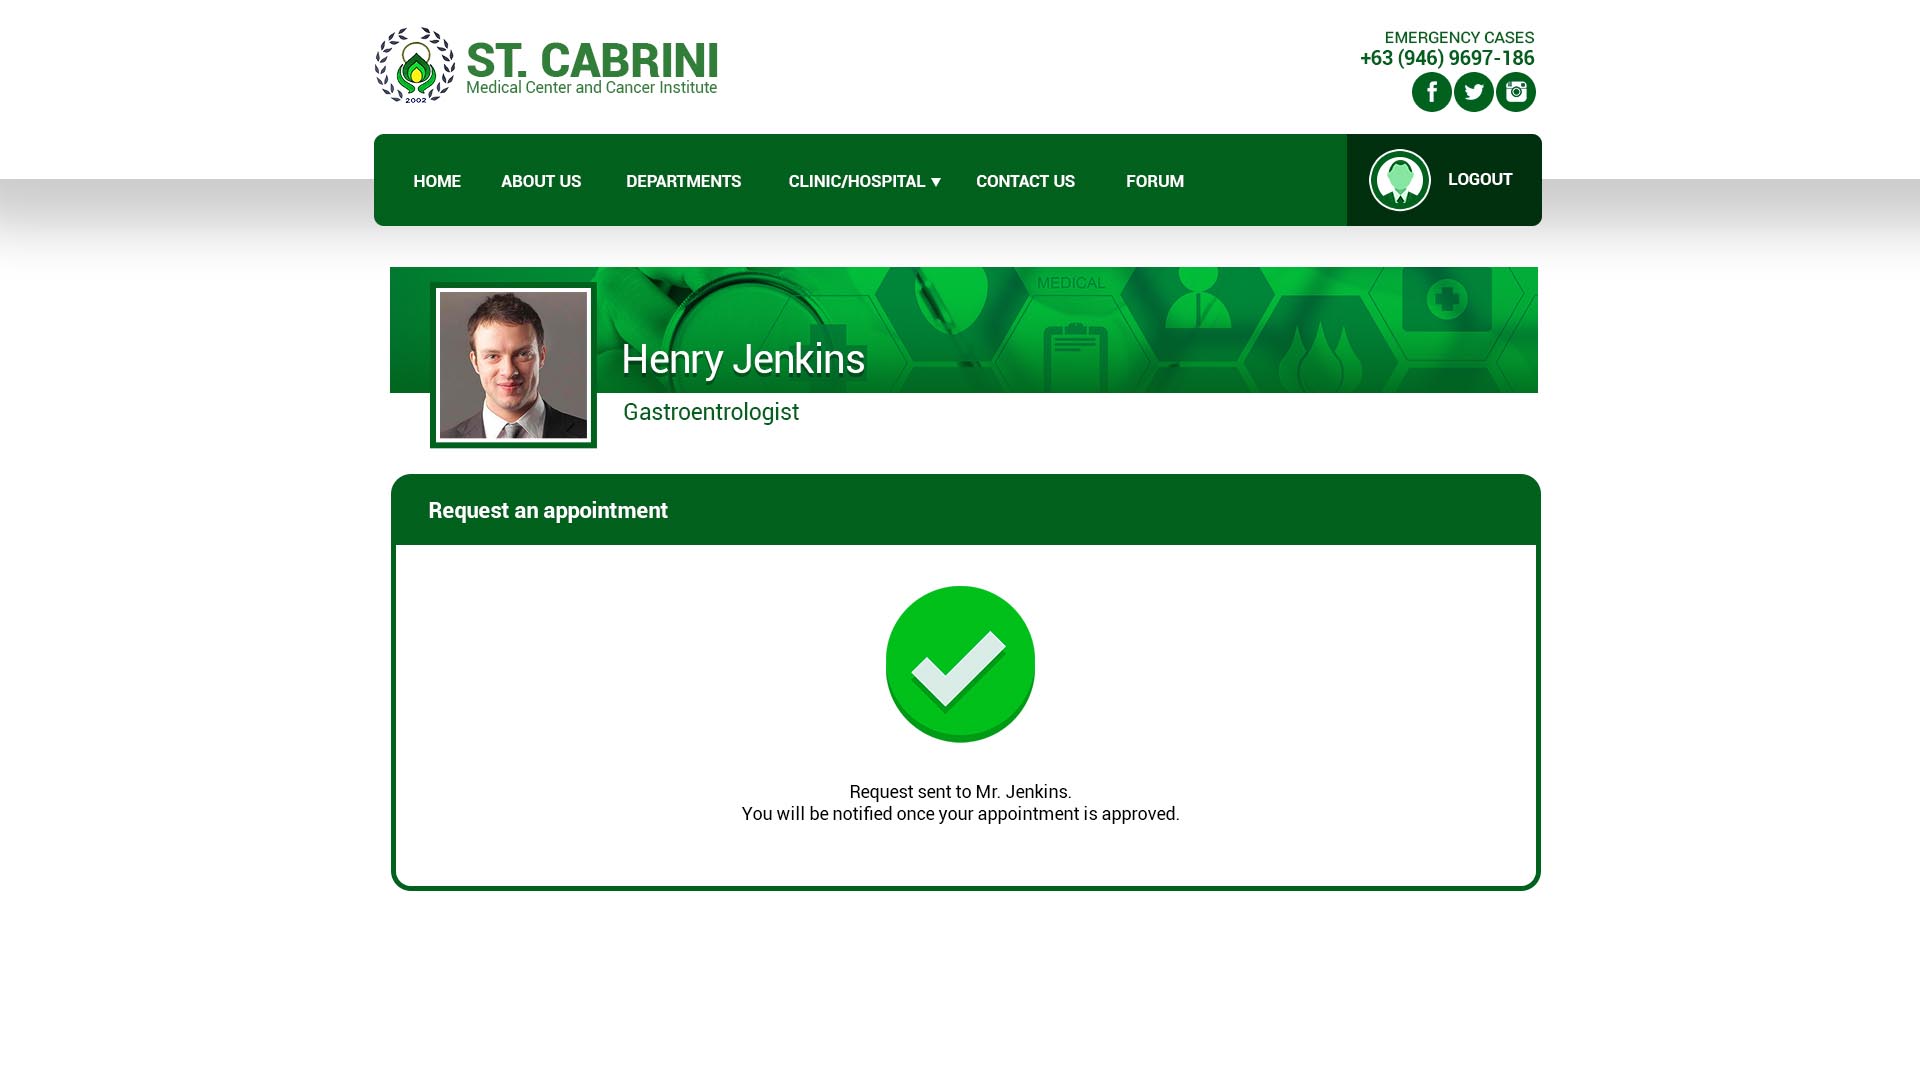 ST. CABRINI
Medical Center and Cancer Institute
2002
EMERGENCY CASES
+63 (946) 9697-186
HOME ABOUT US DEPARTMENTS CLINIC/HOSPITAL ▼ CONTACT US FORUM LOGOUT
MEDICAL
Henry Jenkins
Gastroentrologist
Request an appointment
Request sent to Mr. Jenkins.
You will be notified once your appointment is approved.